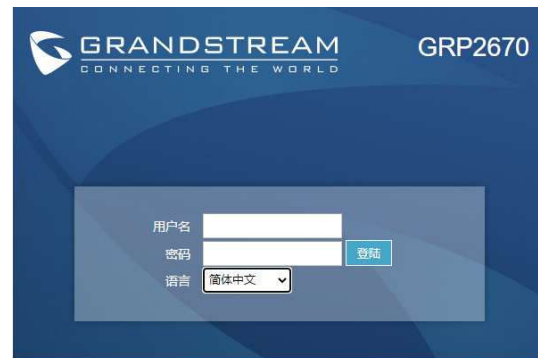 GRANDSTREAM
CONNECTING THE WORLD
GRP2670
用户名
密码
登陆
语言
简体中文